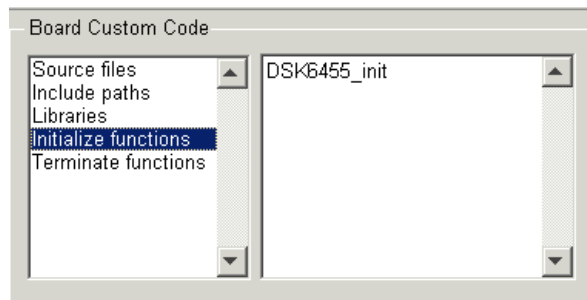 Board Custom Code
Source files
Include paths
Libraries
Initialize functions
Terminate functions
DSK6455_init